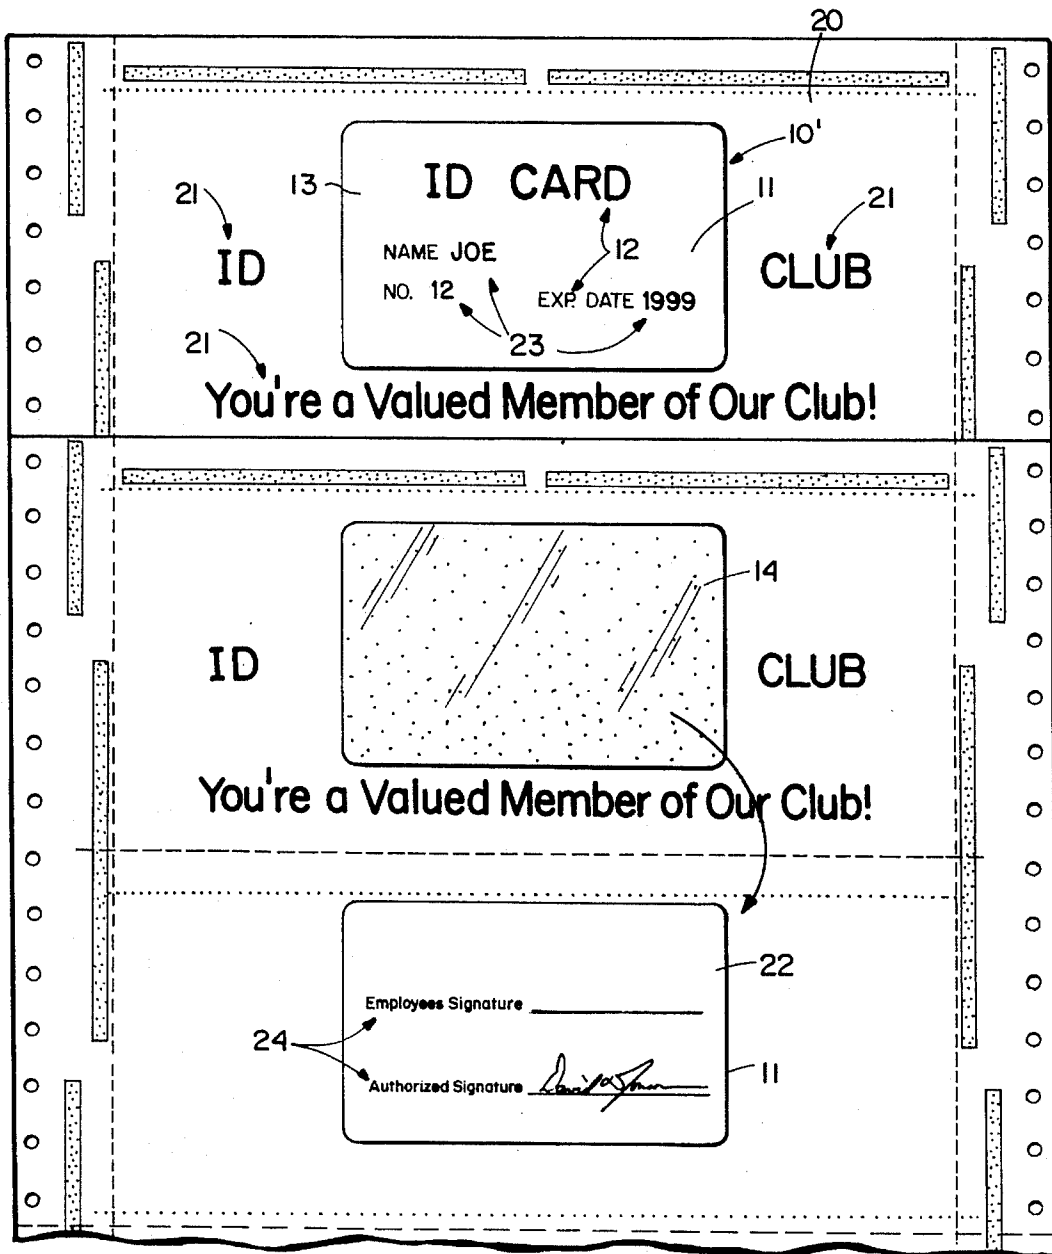 20
10'
ID CARD
13
11
21
21
NAME JOE
12
ID
CLUB
NO. 12
EXP. DATE 1999
21
23
You're a Valued Member of Our Club!
14
ID
CLUB
You're a Valued Member of Our Club!
22
Employees Signature
24
Authorized Signature
11